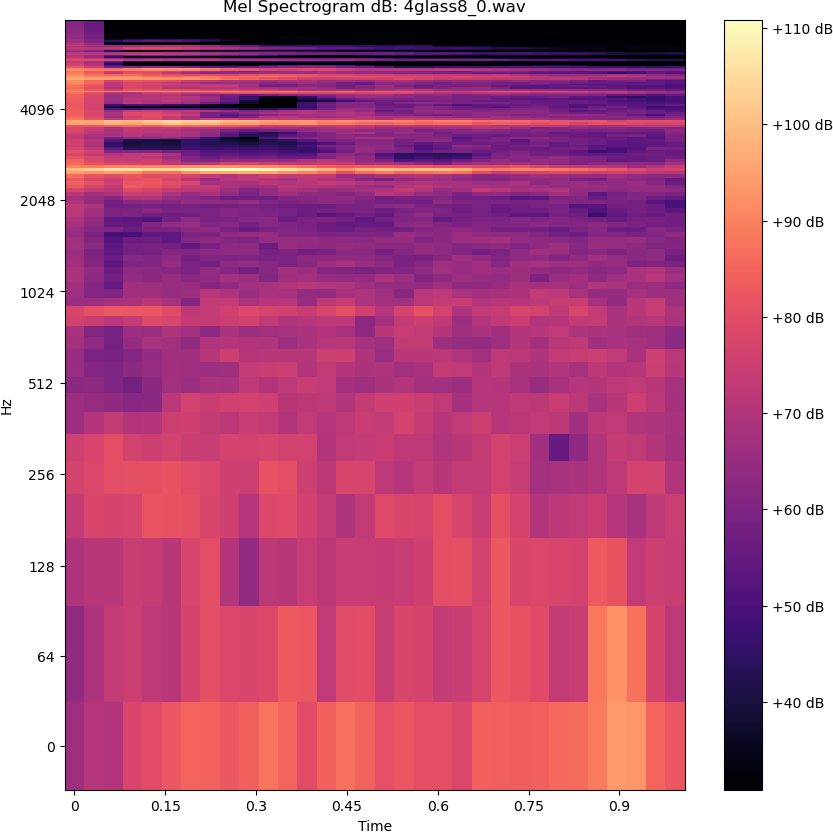 Mel Spectrogram dB: 4glass8_0.wav
+110 dB
4096
+100 dB
2048
+90 dB
1024
+80 dB
512
+70 dB
Hz
256
+60 dB
128
+50 dB
64
+40 dB
0
0 0.15 0.3 0.45 0.6 0.75 0.9
Time